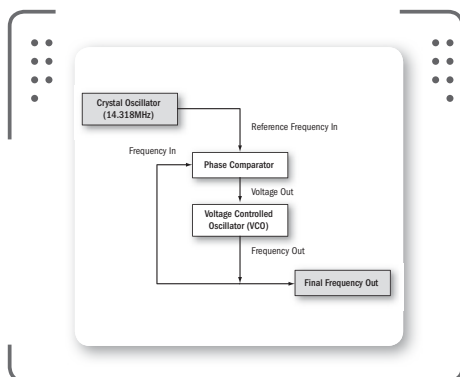 Crystal Oscillator
(14.318MHz)
Reference Frequency In
Frequency In
Phase Comparator
Voltage Out
Voltage Controlled
Oscillator (VCO)
Frequency Out
Final Frequency Out